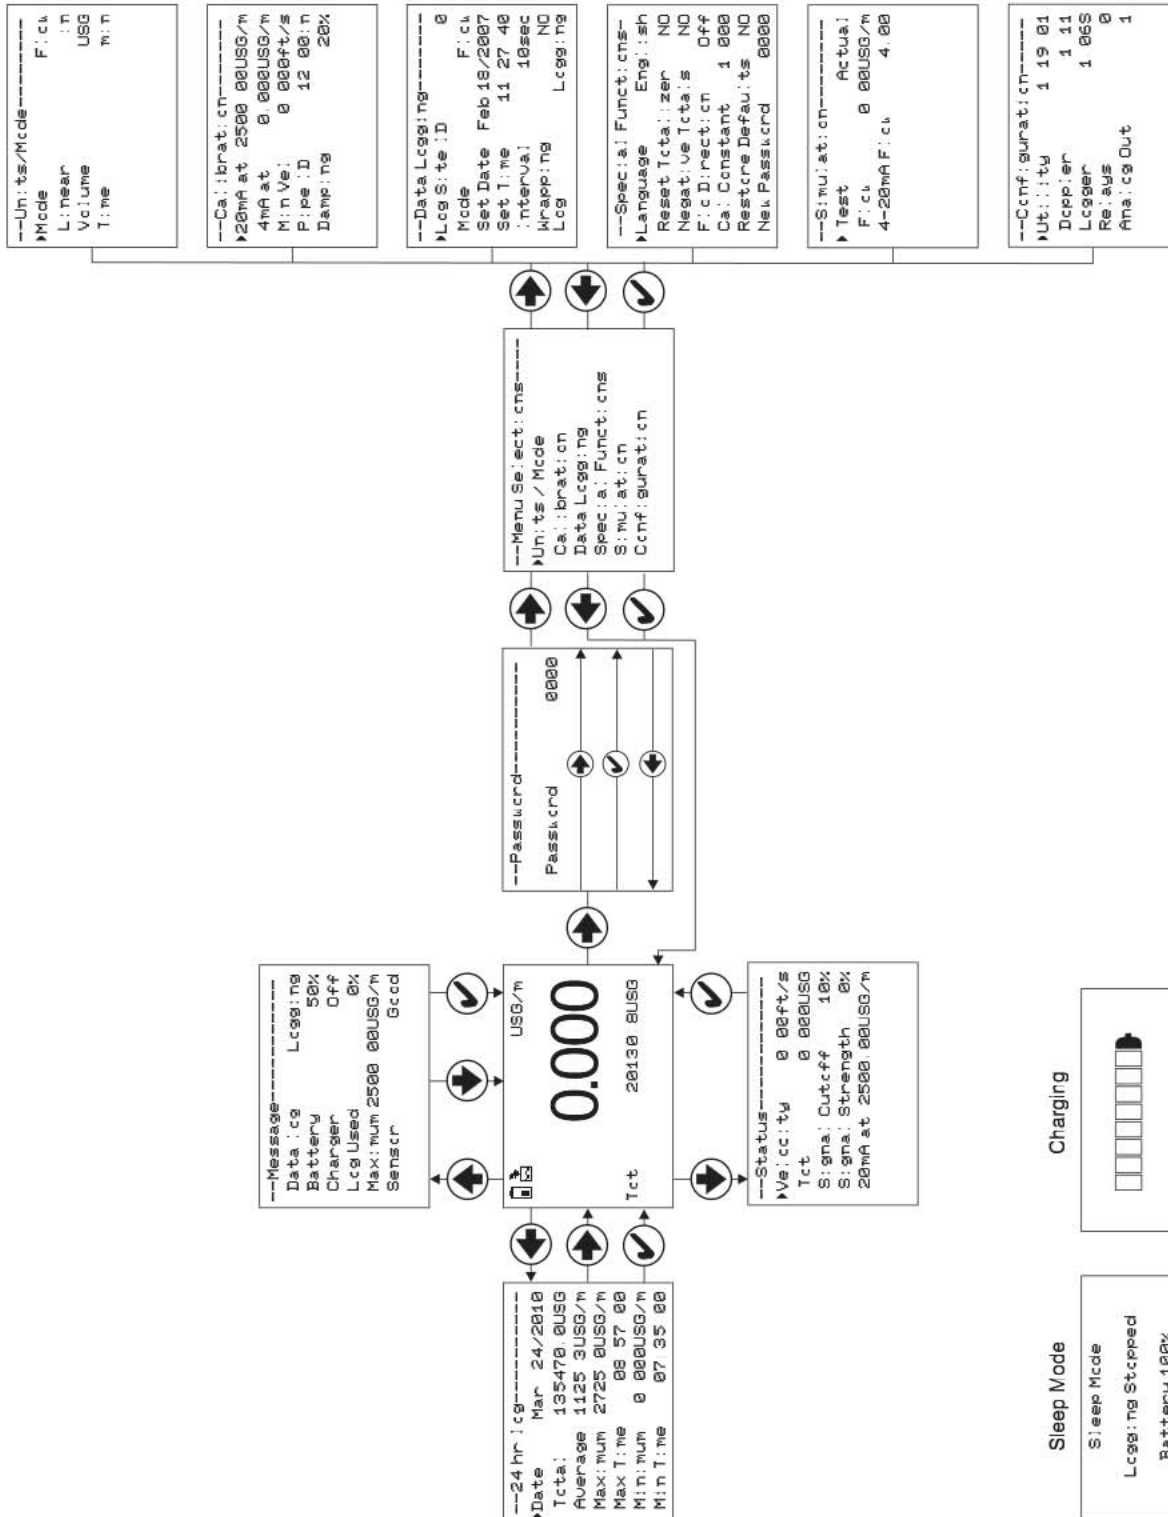 --24 hr log----------
▶Date Mar 24/2010
Total 135470.0USG
Average 1125 3USG/m
Maximum 2725 0USG/m
Max Time 08 57 00
Minimum 0 000USG/m
Min Time 07 35 00
--Message------------
Data log Logging
Battery 50%
Charger Off
Log Used 0%
Maximum 2500 00USG/m
Sensor Good
USG/m
0.000
Tot 20130 8USG
--Status-------------
▶Velocity 0 00ft/s
Tot 0 000USG
Signal Cutoff 10%
Signal Strength 0%
20mA at 2500.00USG/m
--Password-----------
Password 0000
--Menu Selections-----
▶Units / Mode
Calibration
Data Logging
Special Functions
Simulation
Configuration
--Units/Mode---------
▶Mode Flow
Linear in
Volume USG
Time min
--Calibration--------
▶20mA at 2500 00USG/m
4mA at 0.000USG/m
Min Vel 0 000ft/s
Pipe ID 12 00in
Damping 20%
--Data Logging-------
▶Log Site ID 0
Mode Flow
Set Date Feb 18/2007
Set Time 11 27 40
Interval 10sec
Wrapping NO
Log Logging
--Special Functions-
▶Language English
Reset Totalizer NO
Negative Totals NO
Flo Direction Off
Cal Constant 1 000
Restore Defaults NO
New Password 0000
--Simulation---------
▶Test Actual
Flow 0 00USG/m
4-20mA Flow 4.00
--Configuration----
▶Utility 1 19 01
Doppler 1 11
Logger 1 06S
Relays 0
Analog Out 1
Sleep Mode
Sleep Mode
Logging Stopped
Battery 100%
Charging